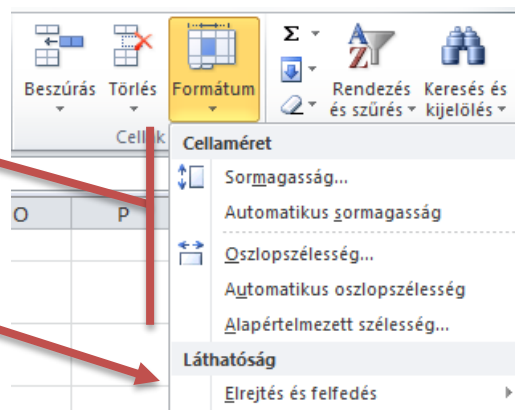 Σ
Beszúrás Törlés Formátum Rendezés és szűrés Keresés és kijelölés
Cellák
Cellaméret
Sormagasság...
O P
Automatikus sormagasság
Oszlopszélesség...
Automatikus oszlopszélesség
Alapértelmezett szélesség...
Láthatóság
Elrejtés és felfedés